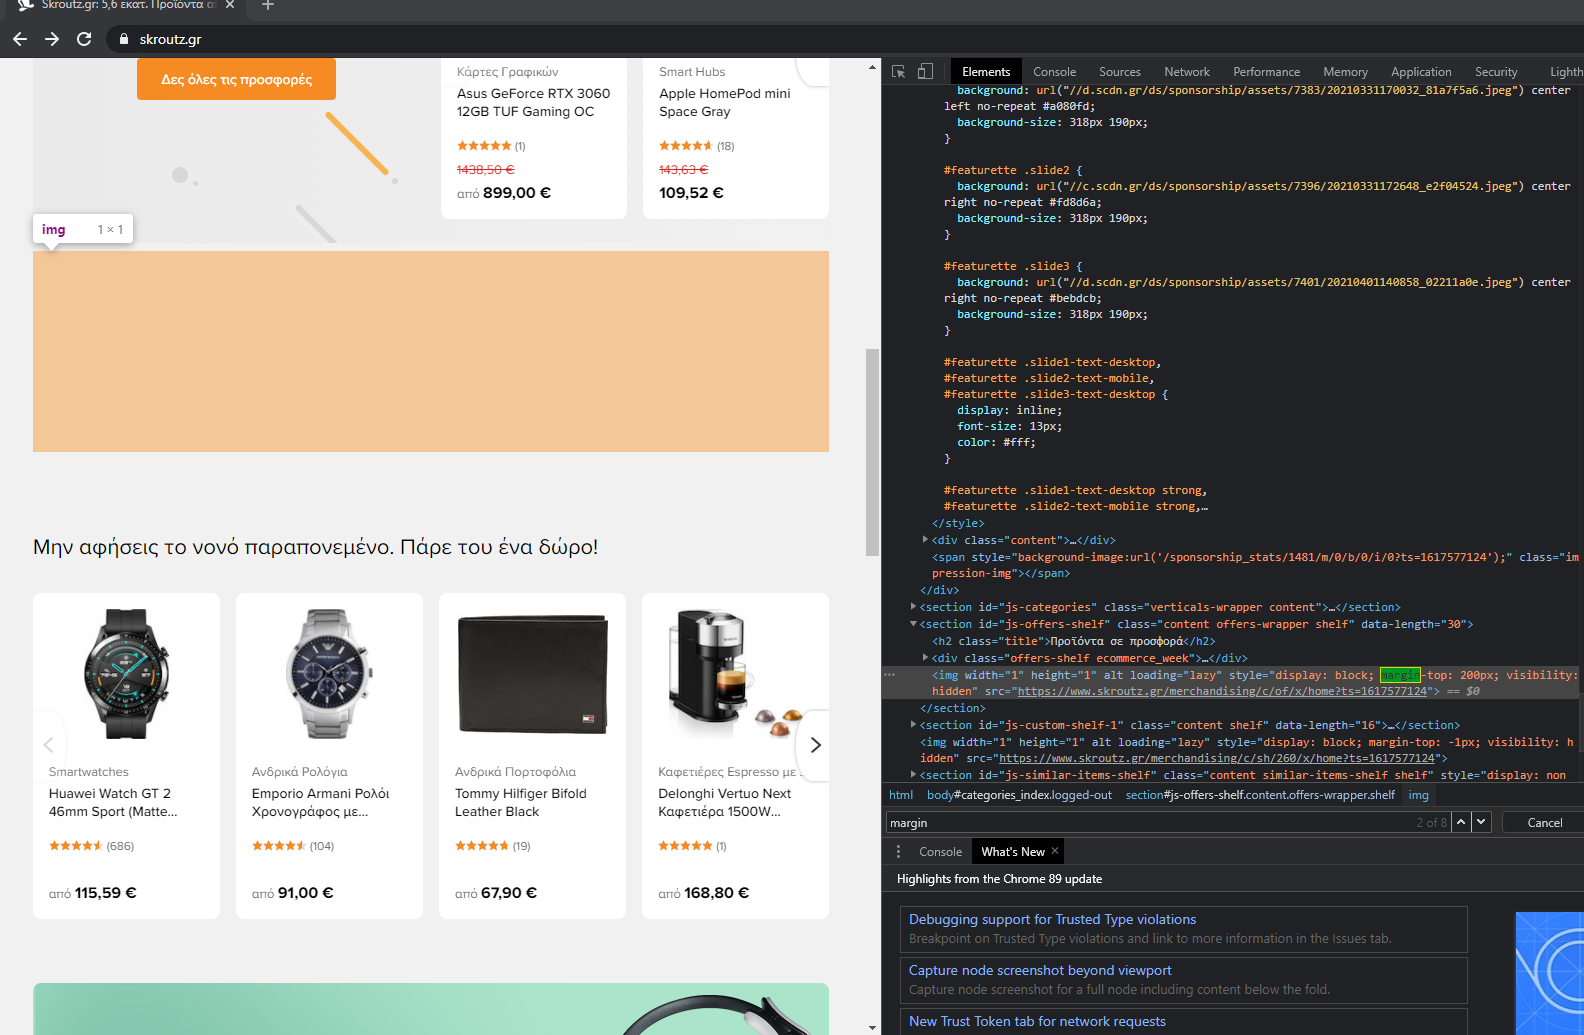 Skroutz.gr: 5,6 εκατ. Προϊόντα σ
skroutz.gr
Δες όλες τις προσφορές
Κάρτες Γραφικών
Asus GeForce RTX 3060
12GB TUF Gaming OC
(1)
1438,50 €
από 899,00 €
Smart Hubs
Apple HomePod mini
Space Gray
(18)
143,63 €
109,52 €
img 1 × 1
Μην αφήσεις το νονό παραπονεμένο. Πάρε του ένα δώρο!
Smartwatches
Huawei Watch GT 2
46mm Sport (Matte...
(686)
από 115,59 €
Ανδρικά Ρολόγια
Emporio Armani Ρολόι
Χρονογράφος με...
(104)
από 91,00 €
Ανδρικά Πορτοφόλια
Tommy Hilfiger Bifold
Leather Black
(19)
από 67,90 €
Καφετιέρες Espresso με ...
Delonghi Vertuo Next
Καφετιέρα 1500W...
(1)
από 168,80 €
Elements Console Sources Network Performance Memory Application Security Lighth
background: url("//d.scdn.gr/ds/sponsorship/assets/7383/20210331170032_81a7f5a6.jpeg") center
left no-repeat #a080fd;
background-size: 318px 190px;
}
#featurette .slide2 {
background: url("//c.scdn.gr/ds/sponsorship/assets/7396/20210331172648_e2f04524.jpeg") center
right no-repeat #fd8d6a;
background-size: 318px 190px;
}
#featurette .slide3 {
background: url("//d.scdn.gr/ds/sponsorship/assets/7401/20210401140858_02211a0e.jpeg") center
right no-repeat #bebdcb;
background-size: 318px 190px;
}
#featurette .slide1-text-desktop,
#featurette .slide2-text-mobile,
#featurette .slide3-text-desktop {
display: inline;
font-size: 13px;
color: #fff;
}
#featurette .slide1-text-desktop strong,
#featurette .slide2-text-mobile strong,…
</style>
<div class="content">…</div>
<span style="background-image:url('/sponsorship_stats/1481/m/0/b/0/i/0?ts=1617577124');" class="im
pression-img"></span>
</div>
<section id="js-categories" class="verticals-wrapper content">…</section>
<section id="js-offers-shelf" class="content offers-wrapper shelf" data-length="30">
<h2 class="title">Προϊόντα σε προσφορά</h2>
<div class="offers-shelf ecommerce_week">…</div>
<img width="1" height="1" alt loading="lazy" style="display: block; margin-top: 200px; visibility:
hidden" src="https://www.skroutz.gr/merchandising/c/of/x/home?ts=1617577124"> == $0
</section>
<section id="js-custom-shelf-1" class="content shelf" data-length="16">…</section>
<img width="1" height="1" alt loading="lazy" style="display: block; margin-top: -1px; visibility: h
idden" src="https://www.skroutz.gr/merchandising/c/sh/260/x/home?ts=1617577124">
<section id="js-similar-items-shelf" class="content similar-items-shelf shelf" style="display: non
html body#categories_index.logged-out section#js-offers-shelf.content.offers-wrapper.shelf img
margin 2 of 8 Cancel
Console What's New
Highlights from the Chrome 89 update
Debugging support for Trusted Type violations
Breakpoint on Trusted Type violations and link to more information in the Issues tab.
Capture node screenshot beyond viewport
Capture node screenshot for a full node including content below the fold.
New Trust Token tab for network requests